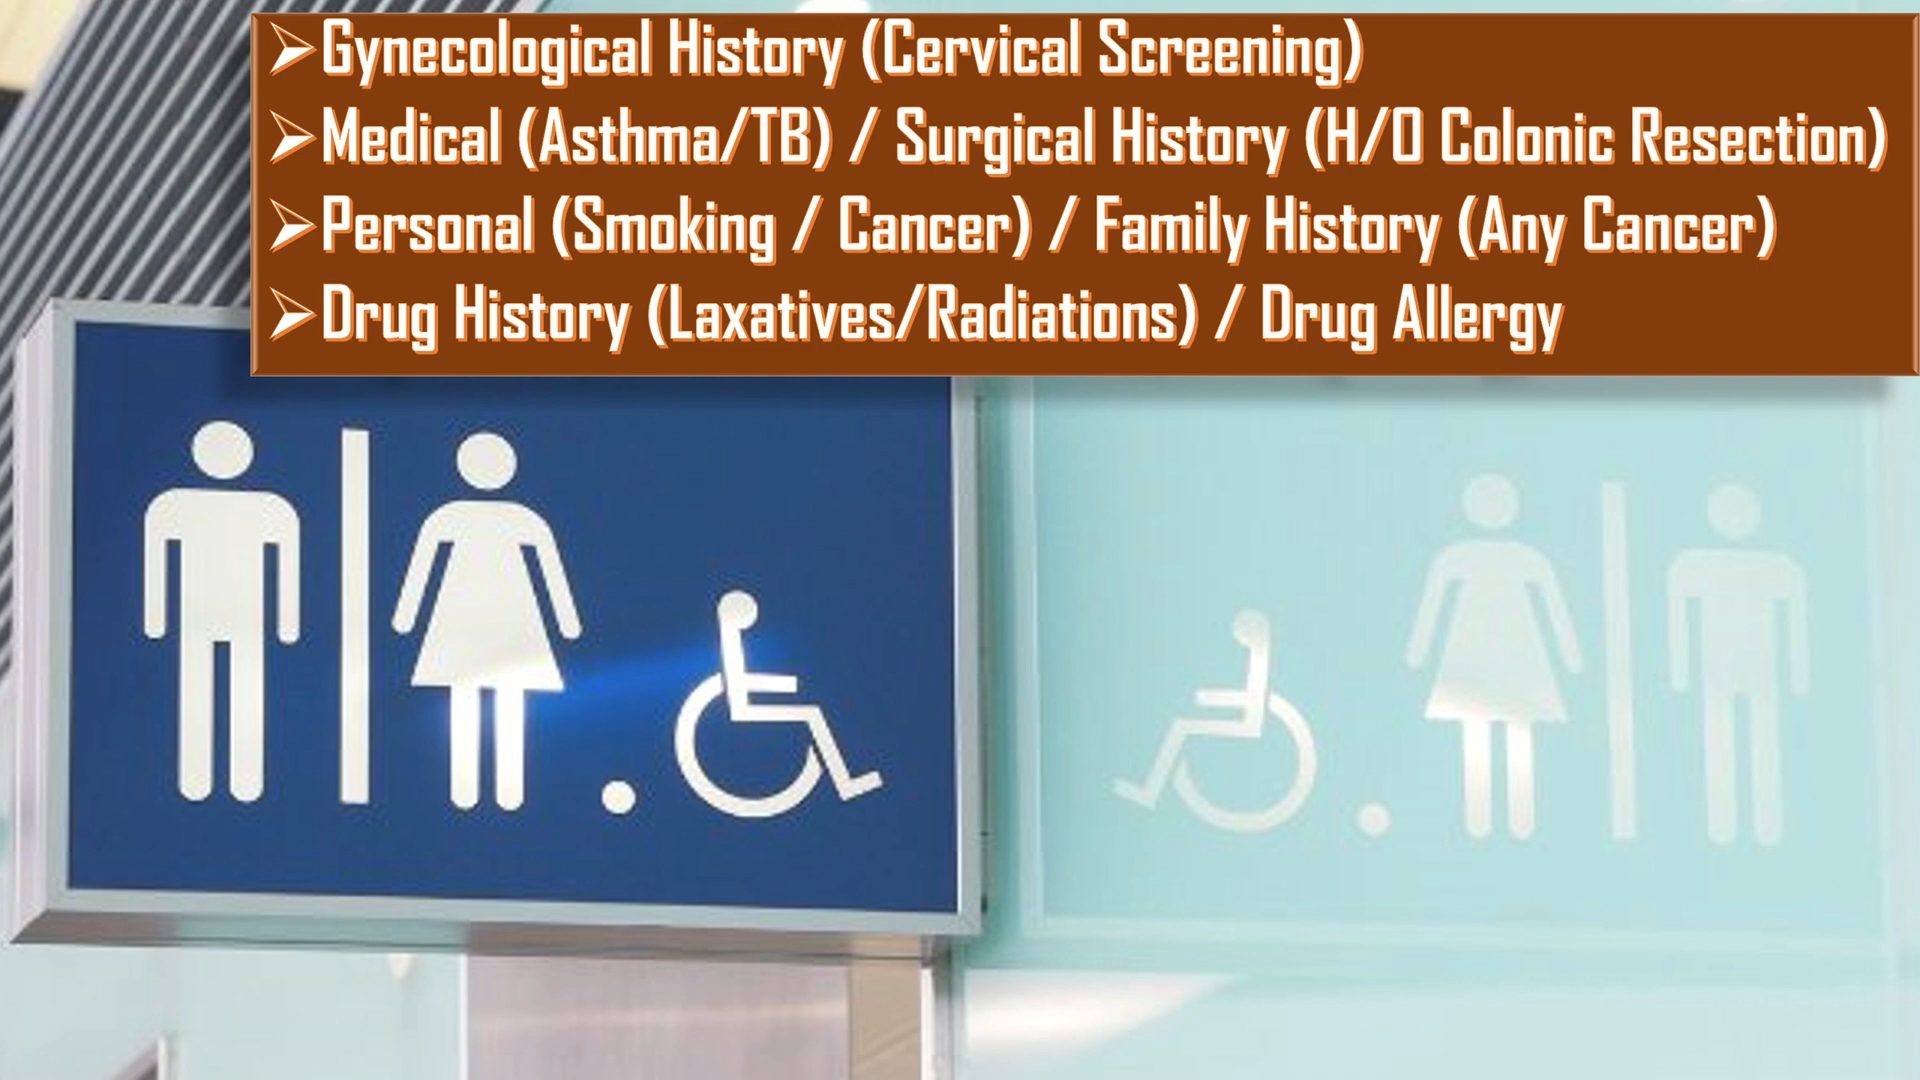 Gynecological History (Cervical Screening)
Medical (Asthma/TB) / Surgical History (H/O Colonic Resection)
Personal (Smoking / Cancer) / Family History (Any Cancer)
Drug History (Laxatives/Radiations) / Drug Allergy